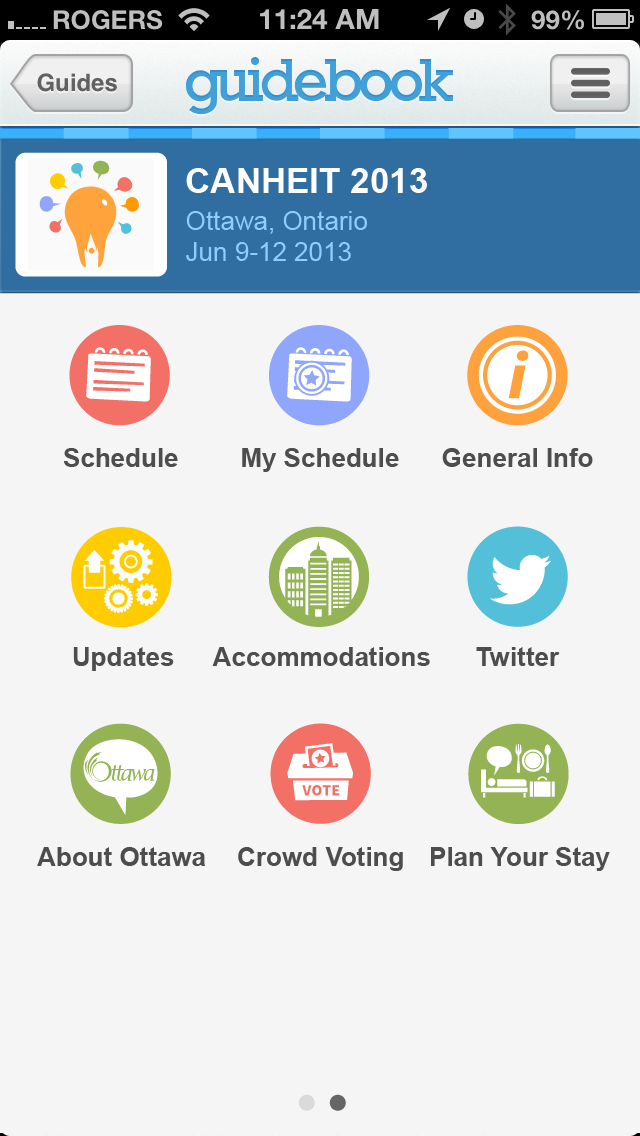 ROGERS 11:24 AM 99%
Guides guidebook
CANHEIT 2013
Ottawa, Ontario
Jun 9-12 2013
Schedule My Schedule General Info
Updates Accommodations Twitter
Ottawa VOTE
About Ottawa Crowd Voting Plan Your Stay